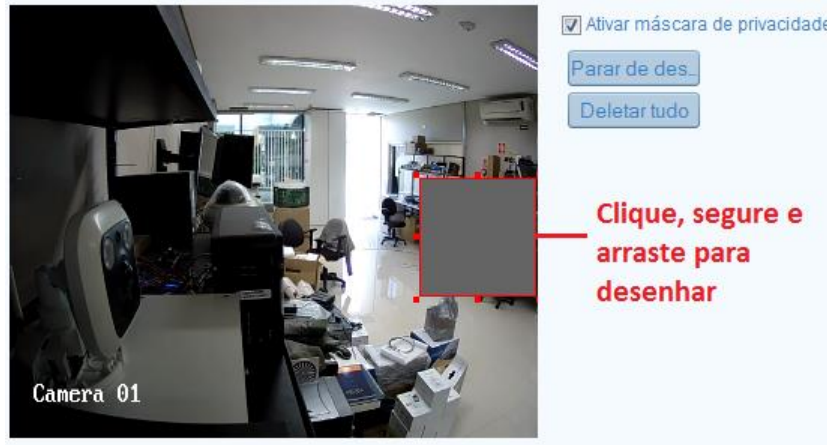 Ativar máscara de privacidade
Parar de des...
Deletar tudo
Clique, segure e
arraste para
desenhar
Camera 01